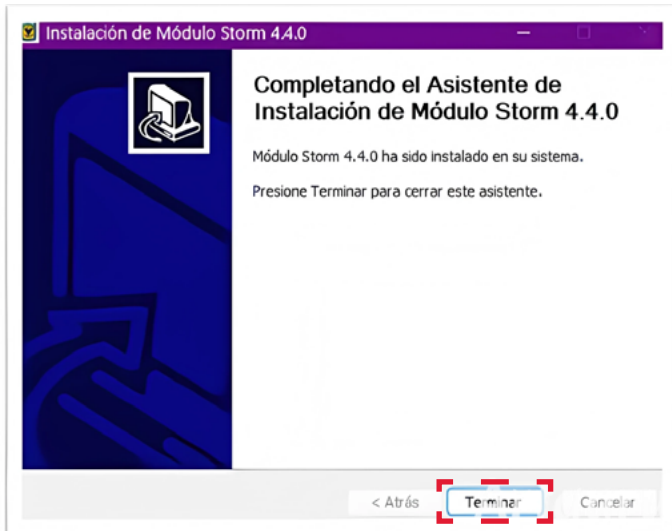 Instalación de Módulo Storm 4.4.0
Completando el Asistente de
Instalación de Módulo Storm 4.4.0
Módulo Storm 4.4.0 ha sido instalado en su sistema.
Presione Terminar para cerrar este asistente.
< Atrás Terminar Cancelar